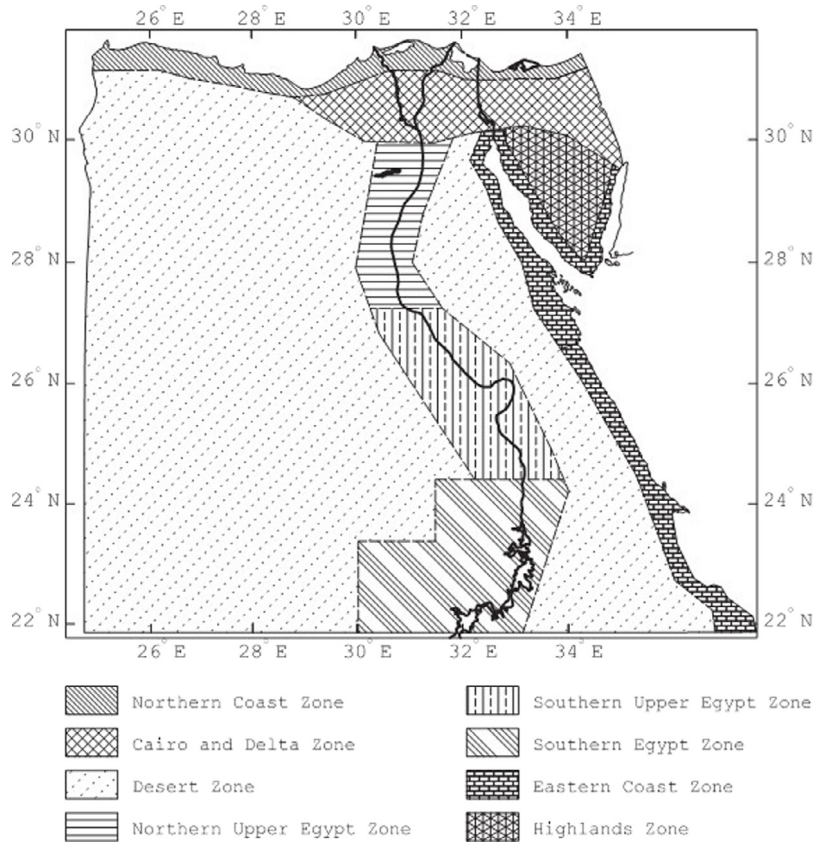 26° E 30° E 32° E 34° E
30° N 30° N
28° N 28° N
26° N 26° N
24° N 24° N
22° N 22° N
26° E 28° E 30° E 32° E 34° E
Northern Coast Zone Southern Upper Egypt Zone
Cairo and Delta Zone Southern Egypt Zone
Desert Zone Eastern Coast Zone
Northern Upper Egypt Zone Highlands Zone